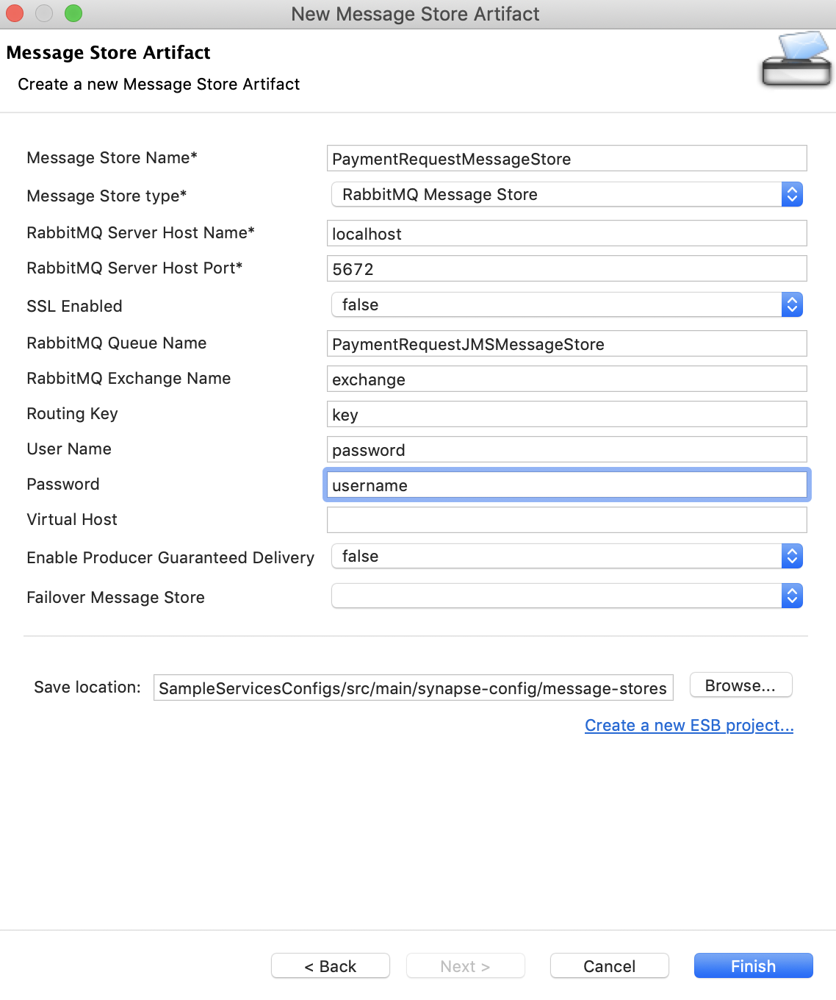 New Message Store Artifact
Message Store Artifact
Create a new Message Store Artifact
Message Store Name* PaymentRequestMessageStore
Message Store type* RabbitMQ Message Store
RabbitMQ Server Host Name* localhost
RabbitMQ Server Host Port* 5672
SSL Enabled false
RabbitMQ Queue Name PaymentRequestJMSMessageStore
RabbitMQ Exchange Name exchange
Routing Key key
User Name password
Password username
Virtual Host
Enable Producer Guaranteed Delivery false
Failover Message Store
Save location: SampleServicesConfigs/src/main/synapse-config/message-stores Browse...
Create a new ESB project...
< Back Next > Cancel Finish